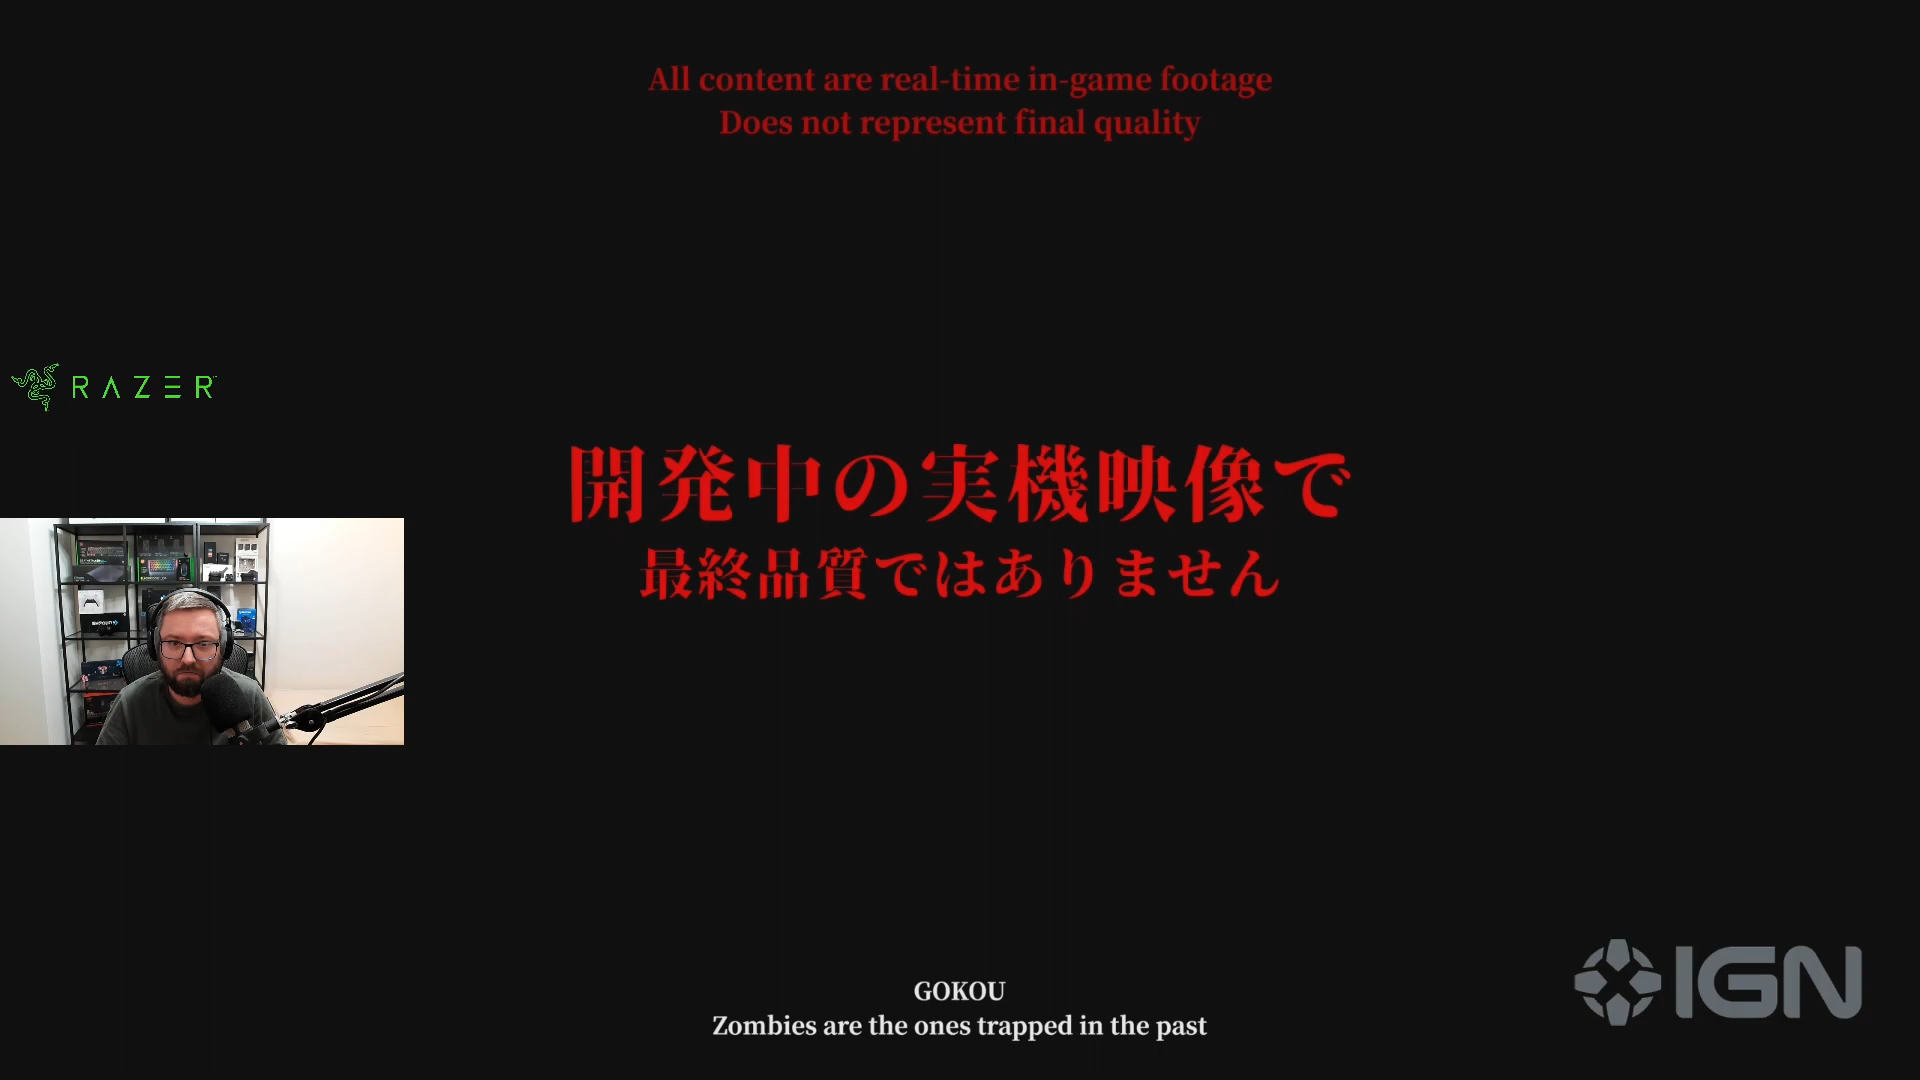 All content are real-time in-game footage
Does not represent final quality
RAZER
開発中の実機映像で
最終品質ではありません
GOKOU
Zombies are the ones trapped in the past
IGN